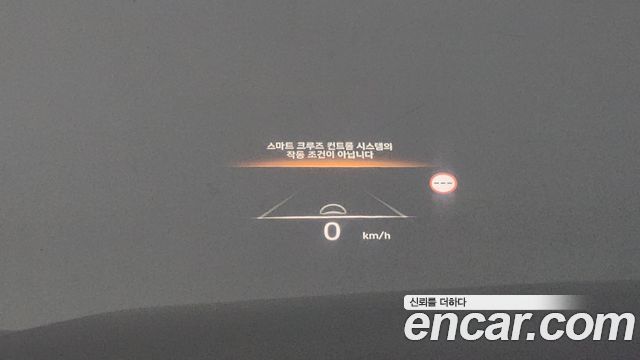 스마트 크루즈 컨트롤 시스템의
작동 조건이 아닙니다
---
0 km/h
신뢰를 더하다
encar.com